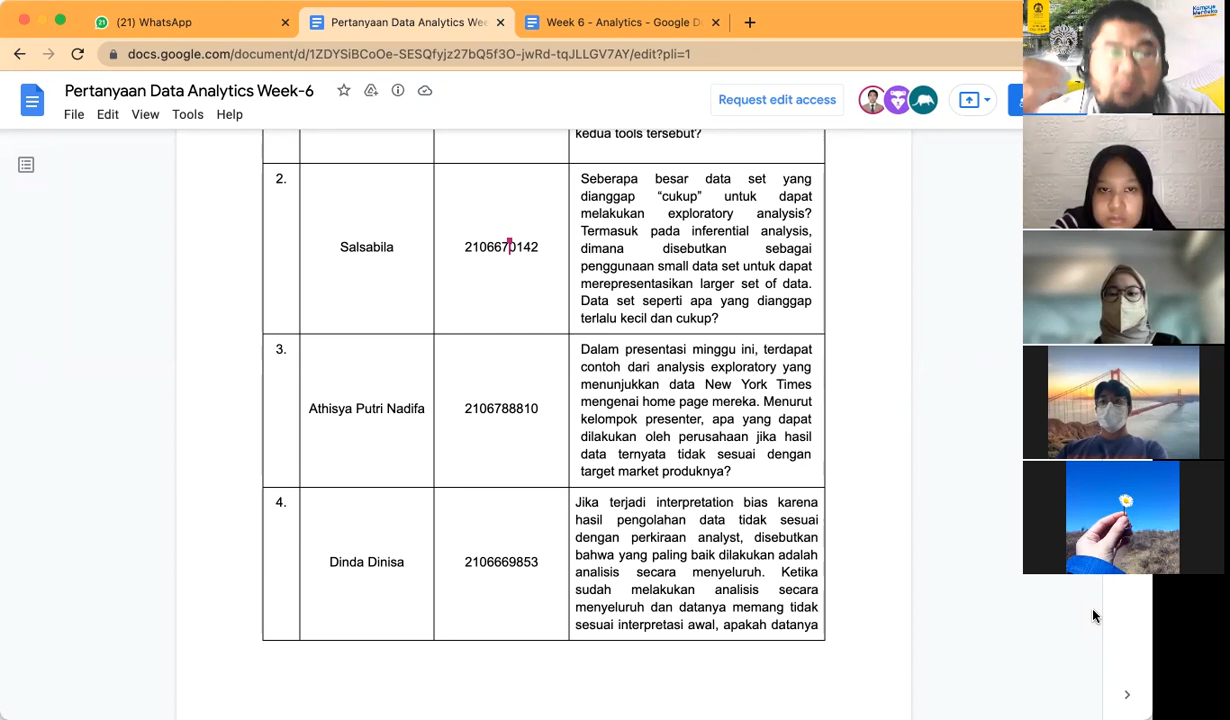 (21) WhatsApp
Pertanyaan Data Analytics Wee
Week 6 - Analytics - Google D
docs.google.com/document/d/1ZDYSiBCoOe-SESQfyjz27bQ5f3O-jwRd-tqJLLGV7AY/edit?pli=1
Pertanyaan Data Analytics Week-6
File Edit View Tools Help
Request edit access
kedua tools tersebut?
2.
Salsabila
2106670142
Seberapa besar data set yang
dianggap “cukup” untuk dapat
melakukan exploratory analysis?
Termasuk pada inferential analysis,
dimana disebutkan sebagai
penggunaan small data set untuk dapat
merepresentasikan larger set of data.
Data set seperti apa yang dianggap
terlalu kecil dan cukup?
3.
Athisya Putri Nadifa
2106788810
Dalam presentasi minggu ini, terdapat
contoh dari analysis exploratory yang
menunjukkan data New York Times
mengenai home page mereka. Menurut
kelompok presenter, apa yang dapat
dilakukan oleh perusahaan jika hasil
data ternyata tidak sesuai dengan
target market produknya?
4.
Dinda Dinisa
2106669853
Jika terjadi interpretation bias karena
hasil pengolahan data tidak sesuai
dengan perkiraan analyst, disebutkan
bahwa yang paling baik dilakukan adalah
analisis secara menyeluruh. Ketika
sudah melakukan analisis secara
menyeluruh dan datanya memang tidak
sesuai interpretasi awal, apakah datanya
Kampus
Merdeka